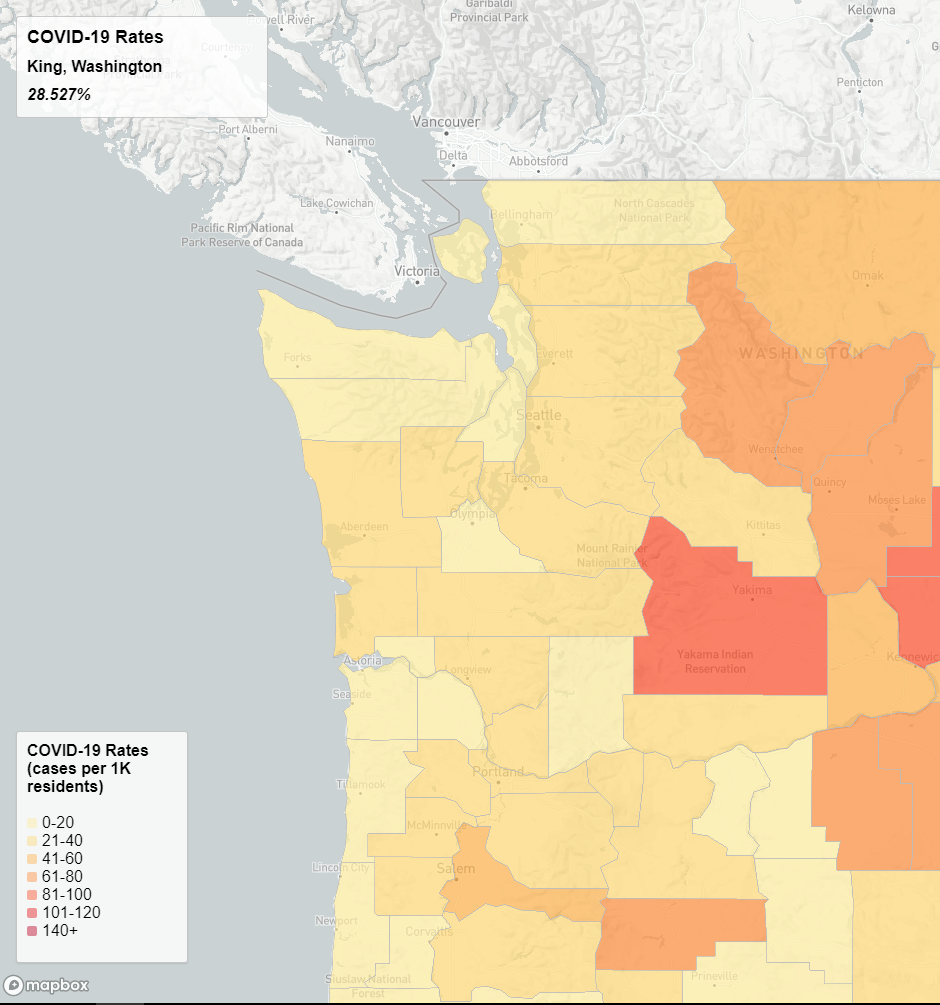 COVID-19 Rates
King, Washington
28.527%
Powell River
Garibaldi
Provincial Park
Kelowna
Penticton
Vancouver
Port Alberni
Nanaimo
Delta
Abbotsford
Lake Cowichan
North Cascades
National Park
Bellingham
Pacific Rim National
Park Reserve of Canada
Victoria
Omak
Forks
Everett
WASHINGTON
Seattle
Wenatchee
Tacoma
Quincy
Moses Lake
Olympia
Aberdeen
Kittitas
Mount Rainier
National Park
Yakima
Yakama Indian
Reservation
Kennewic
Astoria
Longview
Seaside
Portland
Tillamook
McMinnville
Lincoln City
Salem
Newport
Corvallis
Siuslaw National
Forest
Prineville
COVID-19 Rates
(cases per 1K
residents)
0-20
21-40
41-60
61-80
81-100
101-120
140+
mapbox